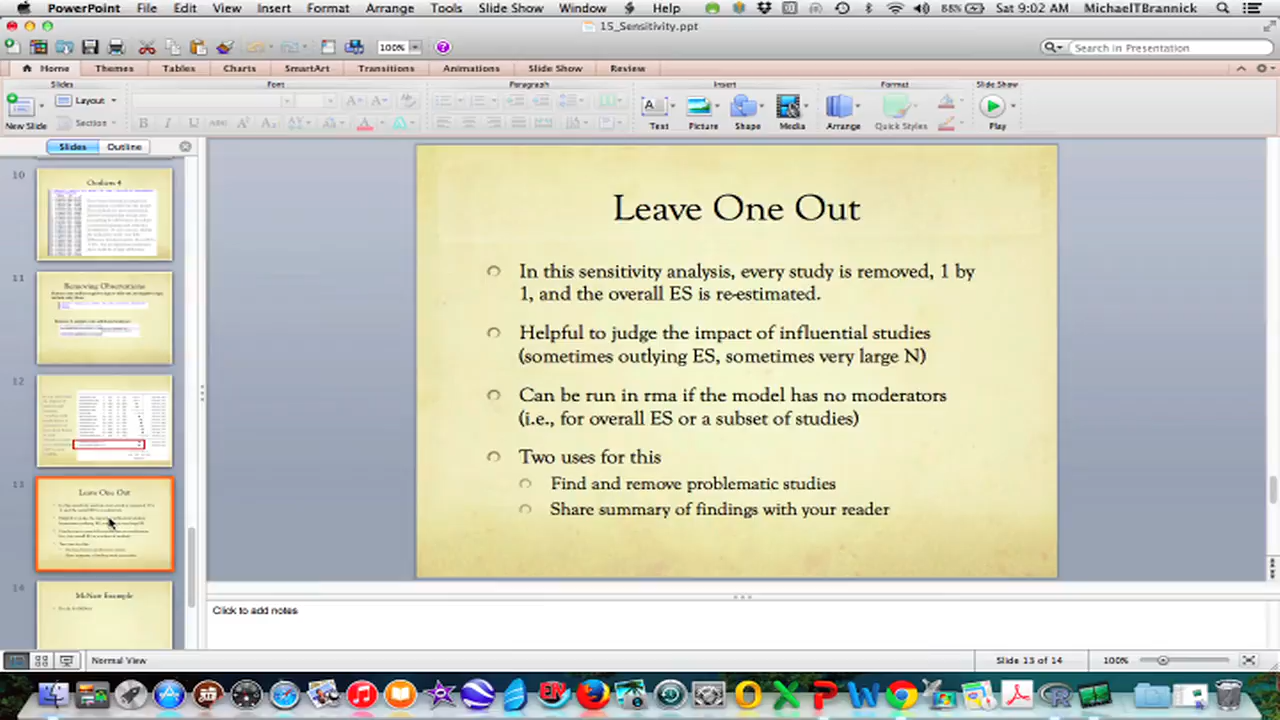 PowerPoint File Edit View Insert Format Arrange Tools Slide Show Window Help 88% Sat 9:02 AM MichaelTBrannick
15_Sensitivity.ppt
100% Search in Presentation
Home Themes Tables Charts SmartArt Transitions Animations Slide Show Review
Slides Font Paragraph Insert Format Slide Show
New Slide Layout Section Text Picture Shape Media Arrange Quick Styles Play
Slides Outline
10
11
Removing Observations
12
13
Leave One Out
14
McNatt Example
Leave One Out
In this sensitivity analysis, every study is removed, 1 by
1, and the overall ES is re-estimated.
Helpful to judge the impact of influential studies
(sometimes outlying ES, sometimes very large N)
Can be run in rma if the model has no moderators
(i.e., for overall ES or a subset of studies)
Two uses for this
Find and remove problematic studies
Share summary of findings with your reader
Click to add notes
Normal View Slide 13 of 14 100%